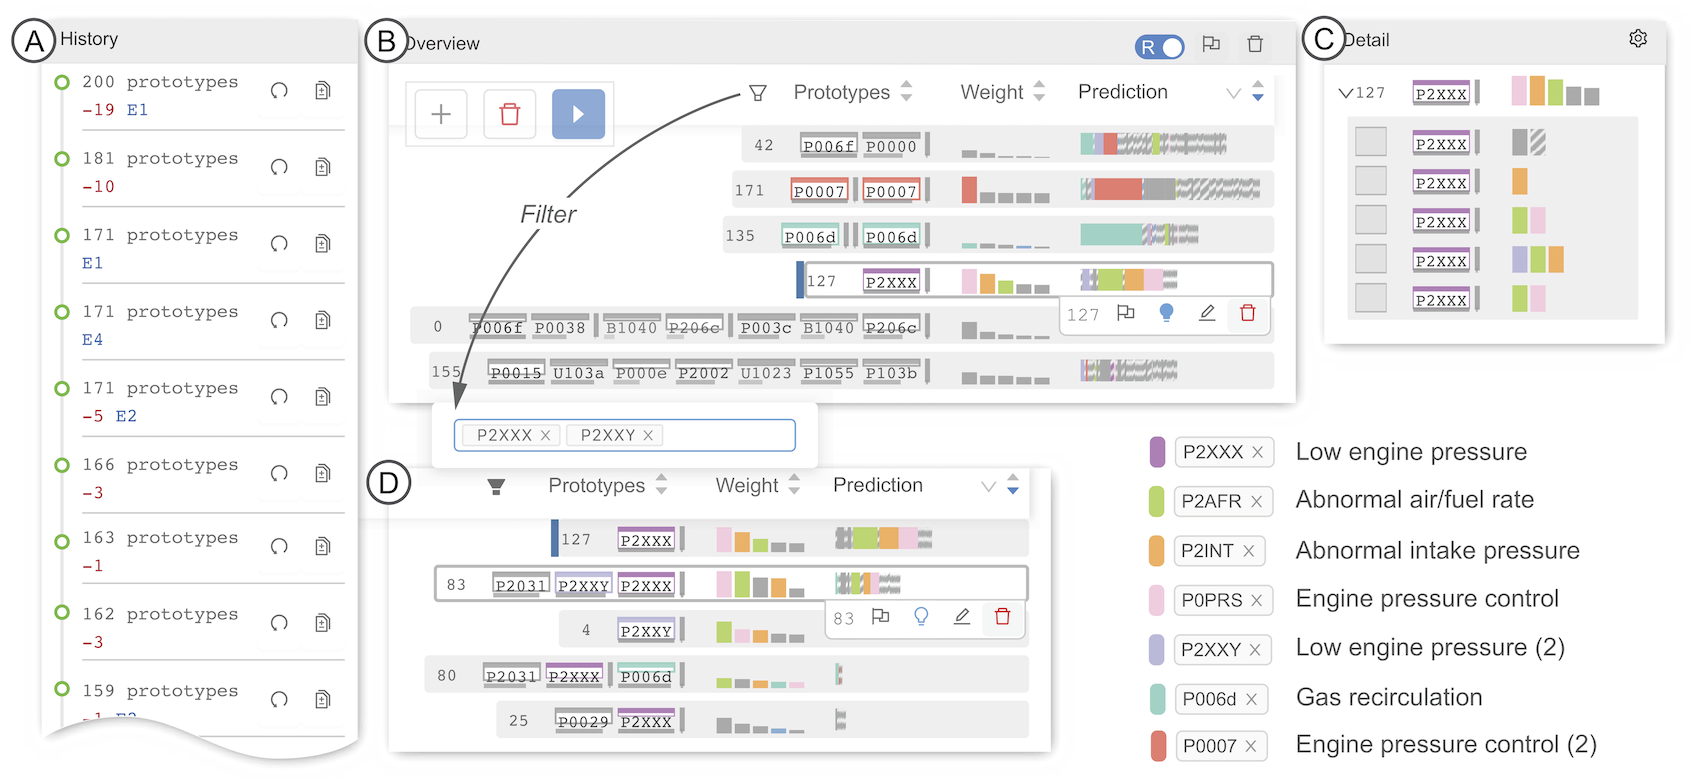 A History
200 prototypes
-19 E1
181 prototypes
-10
171 prototypes
E1
171 prototypes
E4
171 prototypes
-5 E2
166 prototypes
-3
163 prototypes
-1
162 prototypes
-3
159 prototypes
-1 E2
B Overview
R
Prototypes Weight Prediction
Filter
42 P006f P0000
171 P0007 P0007
135 P006d P006d
127 P2XXX
127
0 P006f P0038 B1040 P206c P003c B1040 P206c
155 P0015 U103a P000e P2002 U1023 P1055 P103b
P2XXX X P2XXY X
C Detail
127 P2XXX
P2XXX
P2XXX
P2XXX
P2XXX
P2XXX
D
Prototypes Weight Prediction
127 P2XXX
83 P2031 P2XXY P2XXX
83
4 P2XXY
80 P2031 P2XXX P006d
25 P0029 P2XXX
P2XXX X Low engine pressure
P2AFR X Abnormal air/fuel rate
P2INT X Abnormal intake pressure
P0PRS X Engine pressure control
P2XXY X Low engine pressure (2)
P006d X Gas recirculation
P0007 X Engine pressure control (2)